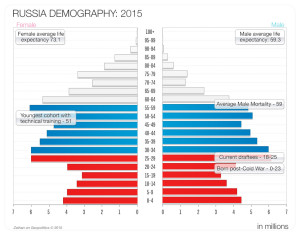 RUSSIA DEMOGRAPHY; 2015
Female
Male
Female average life
expectancy 73.1
Male average life
expectancy - 59.3
100+
95-99
90-94
85-89
80-84
75-79
70-74
65-69
60-64
55-59
50-54
45-49
40-44
35-39
30-34
25-29
20-24
15-19
10-14
5-9
0-4
Average Male Mortality - 59
Youngest cohort with
technical training - 51
Current draftees - 18-25
Born post-Cold War - 0-23
7 6 5 4 3 2 1 0
0 1 2 3 4 5 6 7
in millions
Zeihan on Geopolitics © 2015